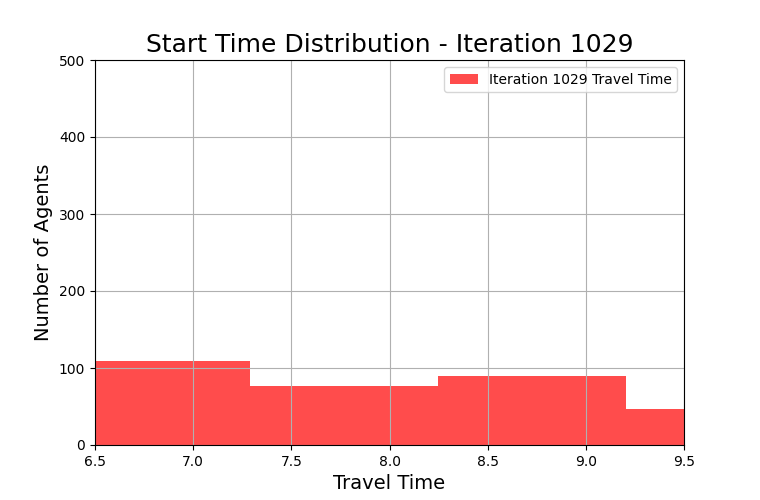 Start Time Distribution - Iteration 1029
500
Iteration 1029 Travel Time
400
300
200
100
0
Number of Agents
6.5 7.0 7.5 8.0 8.5 9.0 9.5
Travel Time